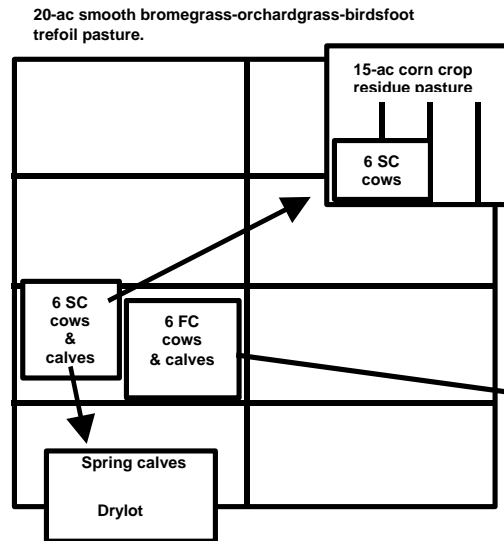 20-ac smooth bromegrass-orchardgrass-birdsfoot
trefoil pasture.
15-ac corn crop
residue pasture
6 SC
cows
6 SC
cows
&
calves
6 FC
cows
& calves
Spring calves
Drylot